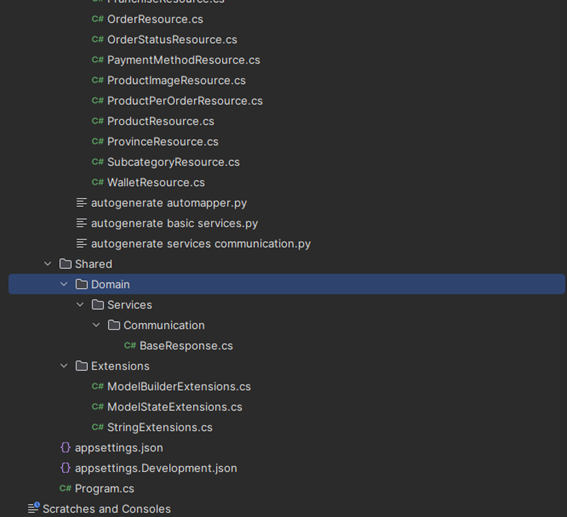 FranchiseResource.cs
C# OrderResource.cs
C# OrderStatusResource.cs
C# PaymentMethodResource.cs
C# ProductImageResource.cs
C# ProductPerOrderResource.cs
C# ProductResource.cs
C# ProvinceResource.cs
C# SubcategoryResource.cs
C# WalletResource.cs
autogenerate automapper.py
autogenerate basic services.py
autogenerate services communication.py
Shared
Domain
Services
Communication
C# BaseResponse.cs
Extensions
C# ModelBuilderExtensions.cs
C# ModelStateExtensions.cs
C# StringExtensions.cs
{} appsettings.json
{} appsettings.Development.json
C# Program.cs
Scratches and Consoles